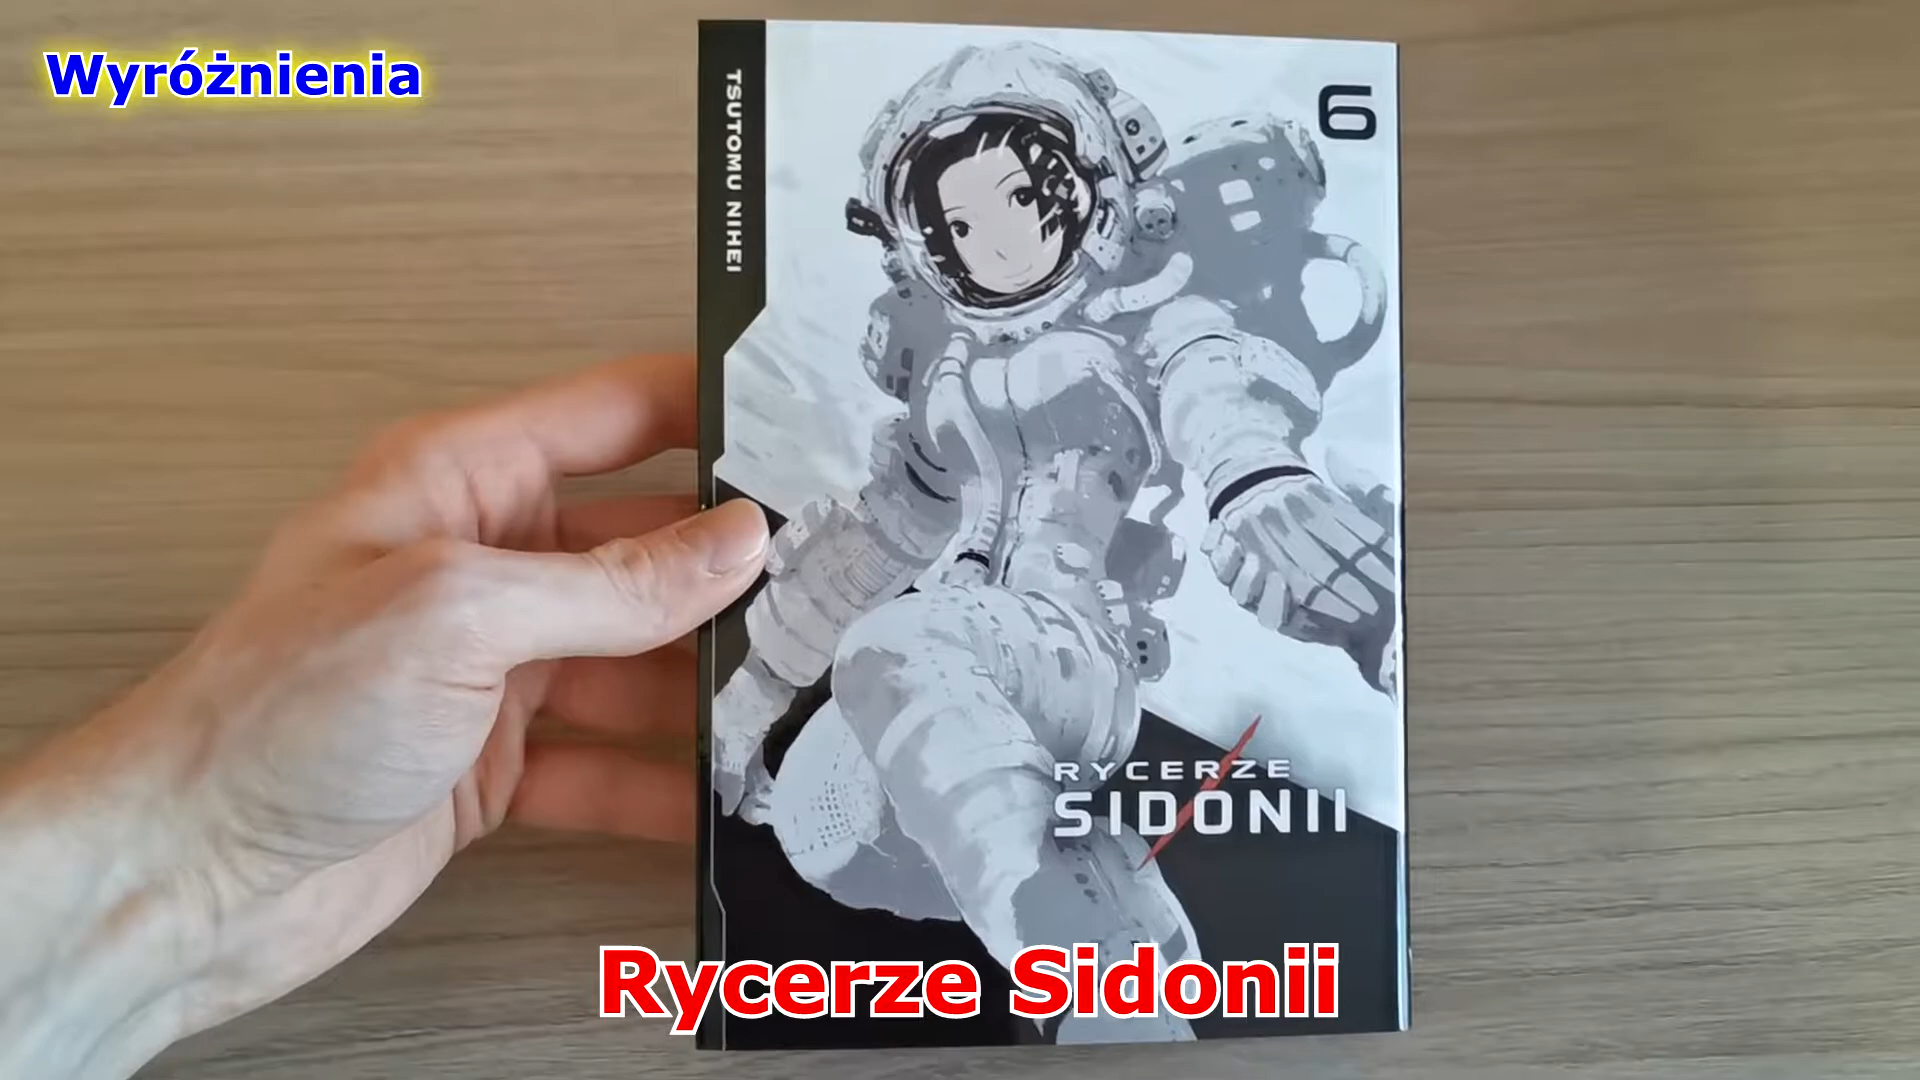 Wyróżnienia
TSUTOMU NIHEI
6
RYCERZE
SIDONII
Rycerze Sidonii